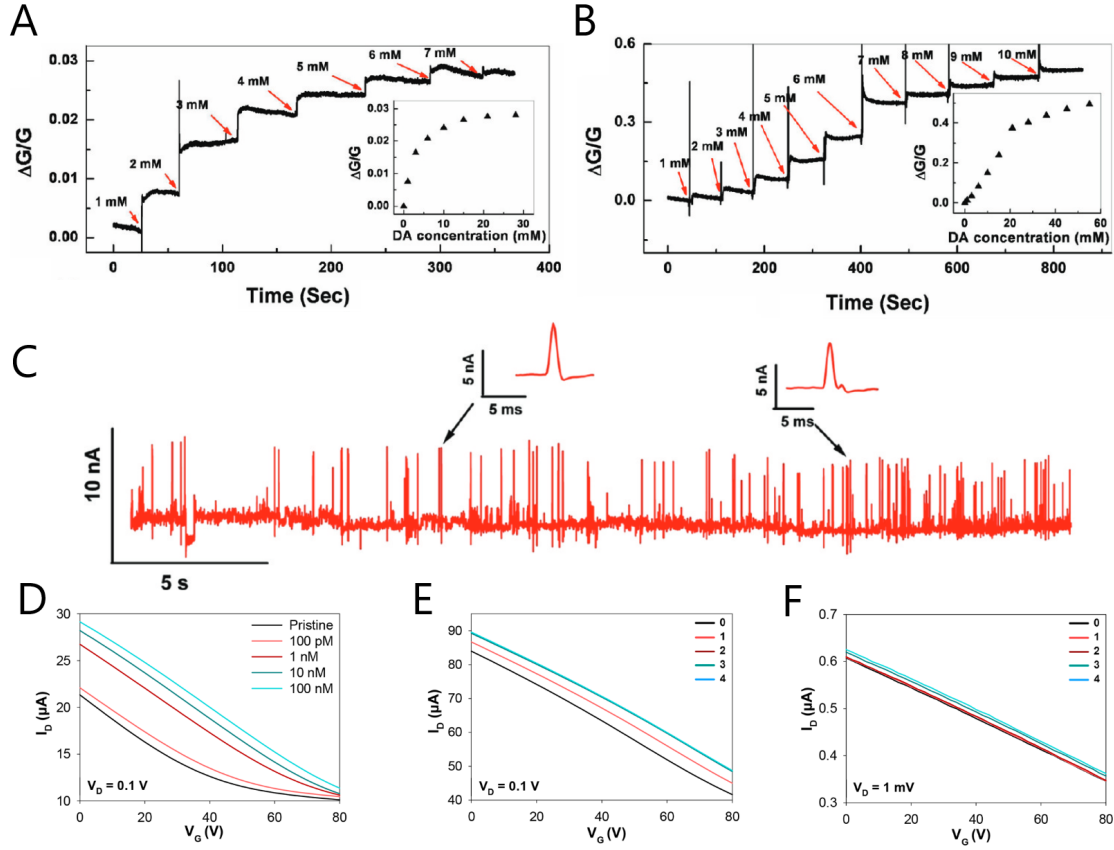 A
0.03
0.02
0.01
0.00
ΔG/G
1 mM
2 mM
3 mM
4 mM
5 mM
6 mM
7 mM
0.03
0.02
0.01
0.00
ΔG/G
0
10
20
30
DA concentration (mM)
0
100
200
300
400
Time (Sec)
B
0.6
0.3
0.0
ΔG/G
1 mM
2 mM
3 mM
4 mM
5 mM
6 mM
7 mM
8 mM
9 mM
10 mM
0.4
0.2
0.0
ΔG/G
0
20
40
60
DA concentration (mM)
0
200
400
600
800
Time (Sec)
C
5 nA
5 ms
5 nA
5 ms
10 nA
5 s
D
30
25
20
15
10
I_D (μA)
Pristine
100 pM
1 nM
10 nM
100 nM
V_D = 0.1 V
0
20
40
60
80
V_G (V)
E
90
80
70
60
50
40
I_D (μA)
0
1
2
3
4
V_D = 0.1 V
0
20
40
60
80
V_G (V)
F
0.7
0.6
0.5
0.4
0.3
I_D (μA)
0
1
2
3
4
V_D = 1 mV
0
20
40
60
80
V_G (V)